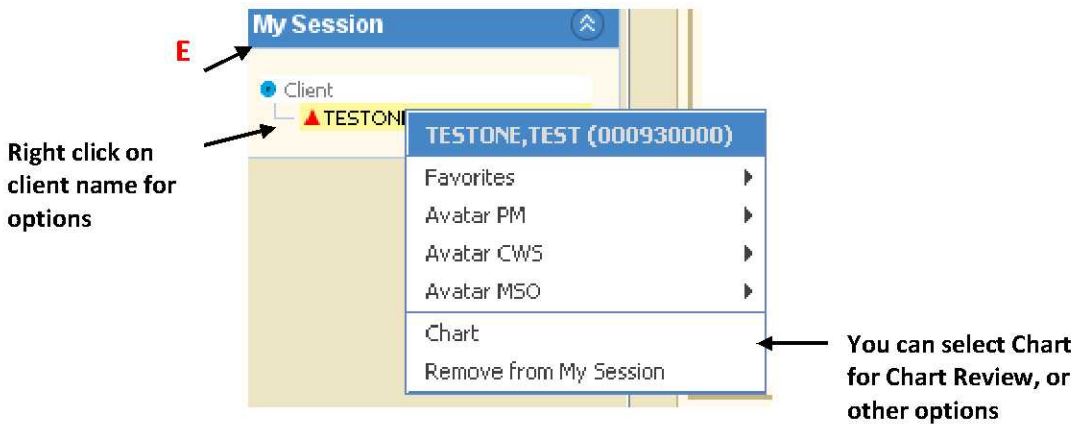 My Session
E
Client
TESTONE
Right click on
client name for
options
TESTONE,TEST (000930000)
Favorites
Avatar PM
Avatar CWS
Avatar MSO
Chart
Remove from My Session
You can select Chart
for Chart Review, or
other options